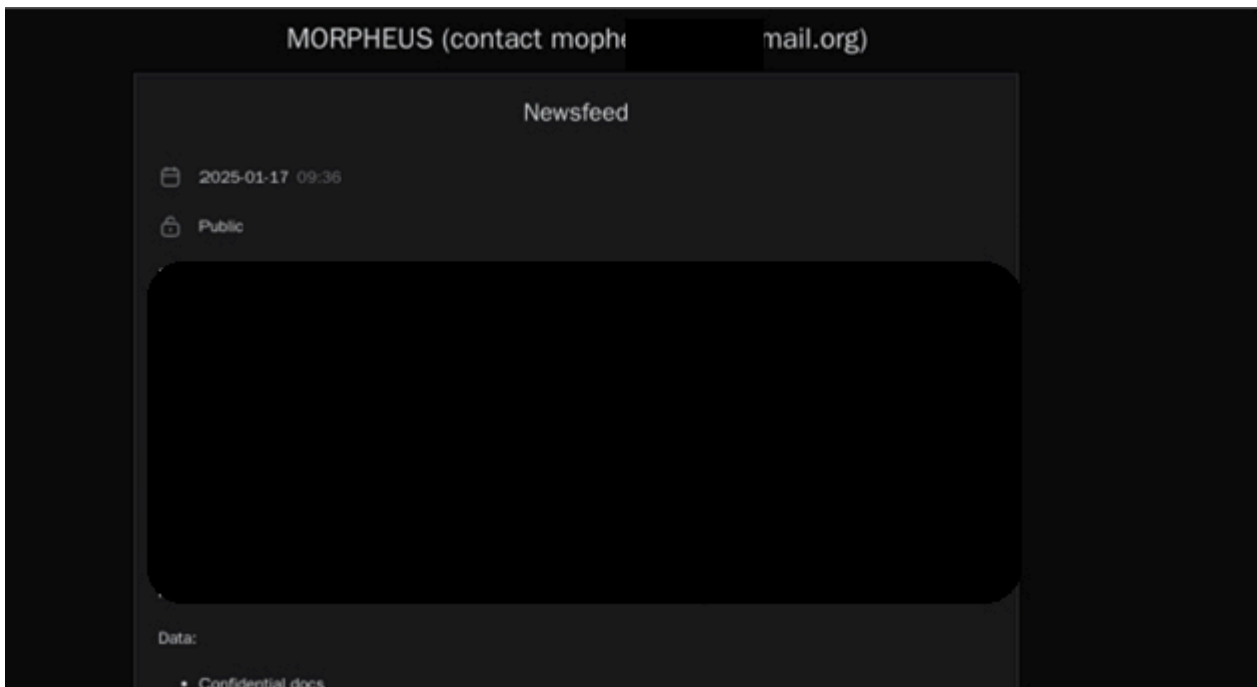 MORPHEUS (contact mophe mail.org)
Newsfeed
2025-01-17 09:36
Public
Data:
• Confidential docs